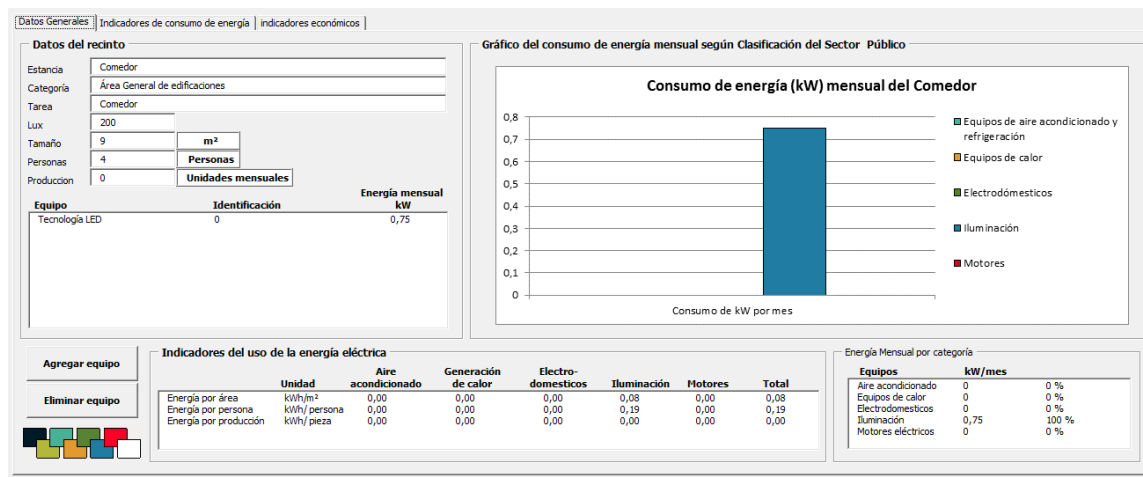 Datos Generales | Indicadores de consumo de energía | indicadores económicos
Datos del recinto
Estancia Comedor
Categoría Área General de edificaciones
Tarea Comedor
Lux 200
Tamaño 9 m²
Personas 4 Personas
Produccion 0 Unidades mensuales
Equipo Identificación Energía mensual kW
Tecnología LED 0 0,75
Gráfico del consumo de energía mensual según Clasificación del Sector Público
Consumo de energía (kW) mensual del Comedor
0,8
0,7
0,6
0,5
0,4
0,3
0,2
0,1
0
Consumo de kW por mes
Equipos de aire acondicionado y
refrigeración
Equipos de calor
Electrodómesticos
Iluminación
Motores
Agregar equipo
Eliminar equipo
Indicadores del uso de la energía eléctrica
Unidad Aire acondicionado Generación de calor Electro-domesticos Iluminación Motores Total
Energía por área kWh/m² 0,00 0,00 0,00 0,08 0,00 0,08
Energía por persona kWh/ persona 0,00 0,00 0,00 0,19 0,00 0,19
Energía por producción kWh/ pieza 0,00 0,00 0,00 0,00 0,00 0,00
Energía Mensual por categoría
Equipos kW/mes
Aire acondicionado 0 0 %
Equipos de calor 0 0 %
Electrodomesticos 0 0 %
Iluminación 0,75 100 %
Motores eléctricos 0 0 %